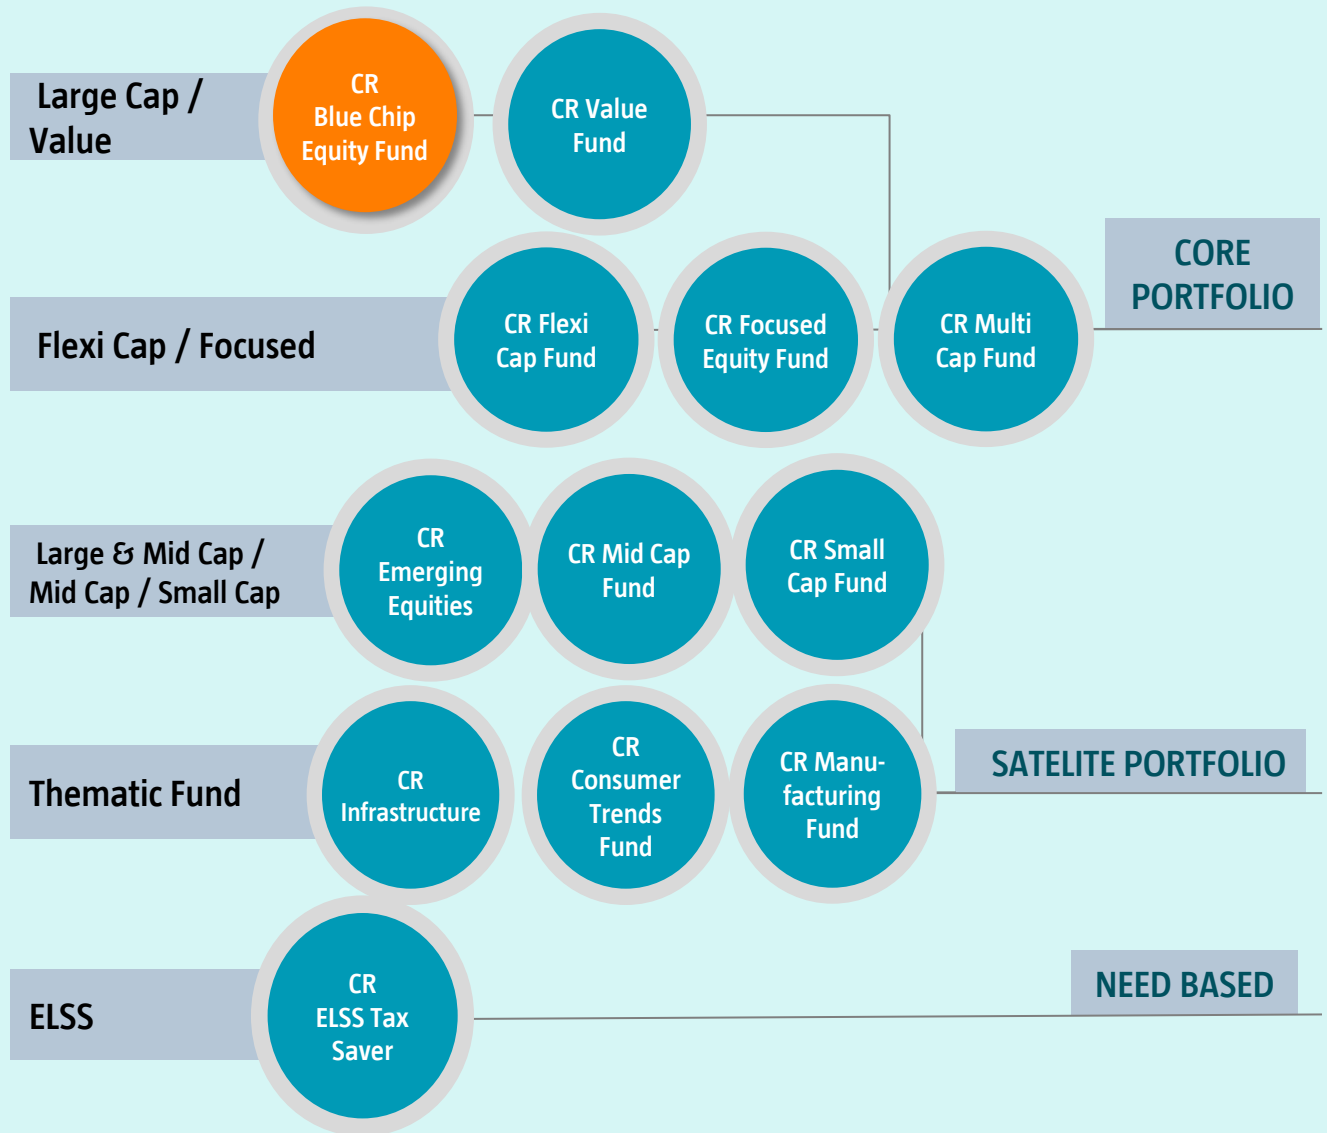 Large Cap /
Value
CR
Blue Chip
Equity Fund
CR Value
Fund
Flexi Cap / Focused
CR Flexi
Cap Fund
CR Focused
Equity Fund
CR Multi
Cap Fund
CORE
PORTFOLIO
Large & Mid Cap /
Mid Cap / Small Cap
CR
Emerging
Equities
CR Mid Cap
Fund
CR Small
Cap Fund
Thematic Fund
CR
Infrastructure
CR
Consumer
Trends
Fund
CR Manu-
facturing
Fund
SATELITE PORTFOLIO
ELSS
CR
ELSS Tax
Saver
NEED BASED